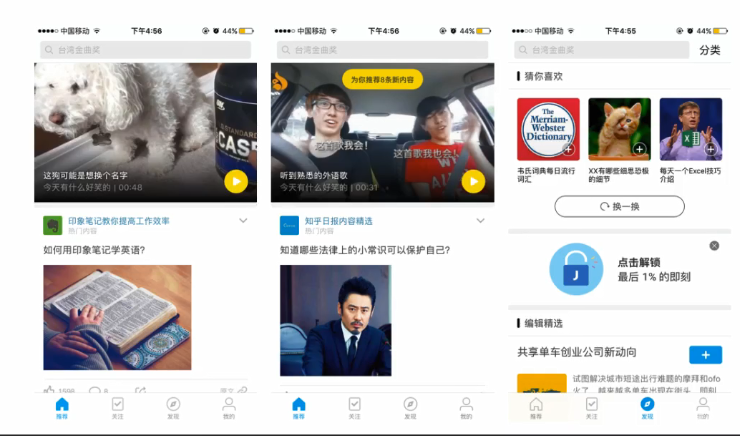 中国移动 下午4:56 44%
台湾金曲奖
STANDARD
CAS
这狗可能是想换个名字
今天有什么好笑的 | 00:48
印象笔记教你提高工作效率
热门内容
如何用印象笔记学英语?
1598 8 原文
推荐 关注 发现 我的
中国移动 下午4:56 44%
台湾金曲奖
为你推荐8条新内容
这首歌我会!
这首歌我也会!
听到熟悉的外语歌
今天有什么好笑的 | 00:31
知乎日报内容精选
热门内容
知道哪些法律上的小常识可以保护自己?
推荐 关注 发现 我的
中国移动 下午4:55 44%
台湾金曲奖 分类
猜你喜欢
The
Merriam-
Webster
Dictionary
韦氏词典每日流行
词汇
XX有哪些细思恐极
的细节
每天一个Excel技巧
介绍
换一换
J
点击解锁
最后 1% 的即刻
编辑精选
共享单车创业公司新动向
试图解决城市短途出行难题的摩拜和ofo
火了，越来越多单车出现在街头，即刻
推荐 关注 发现 我的